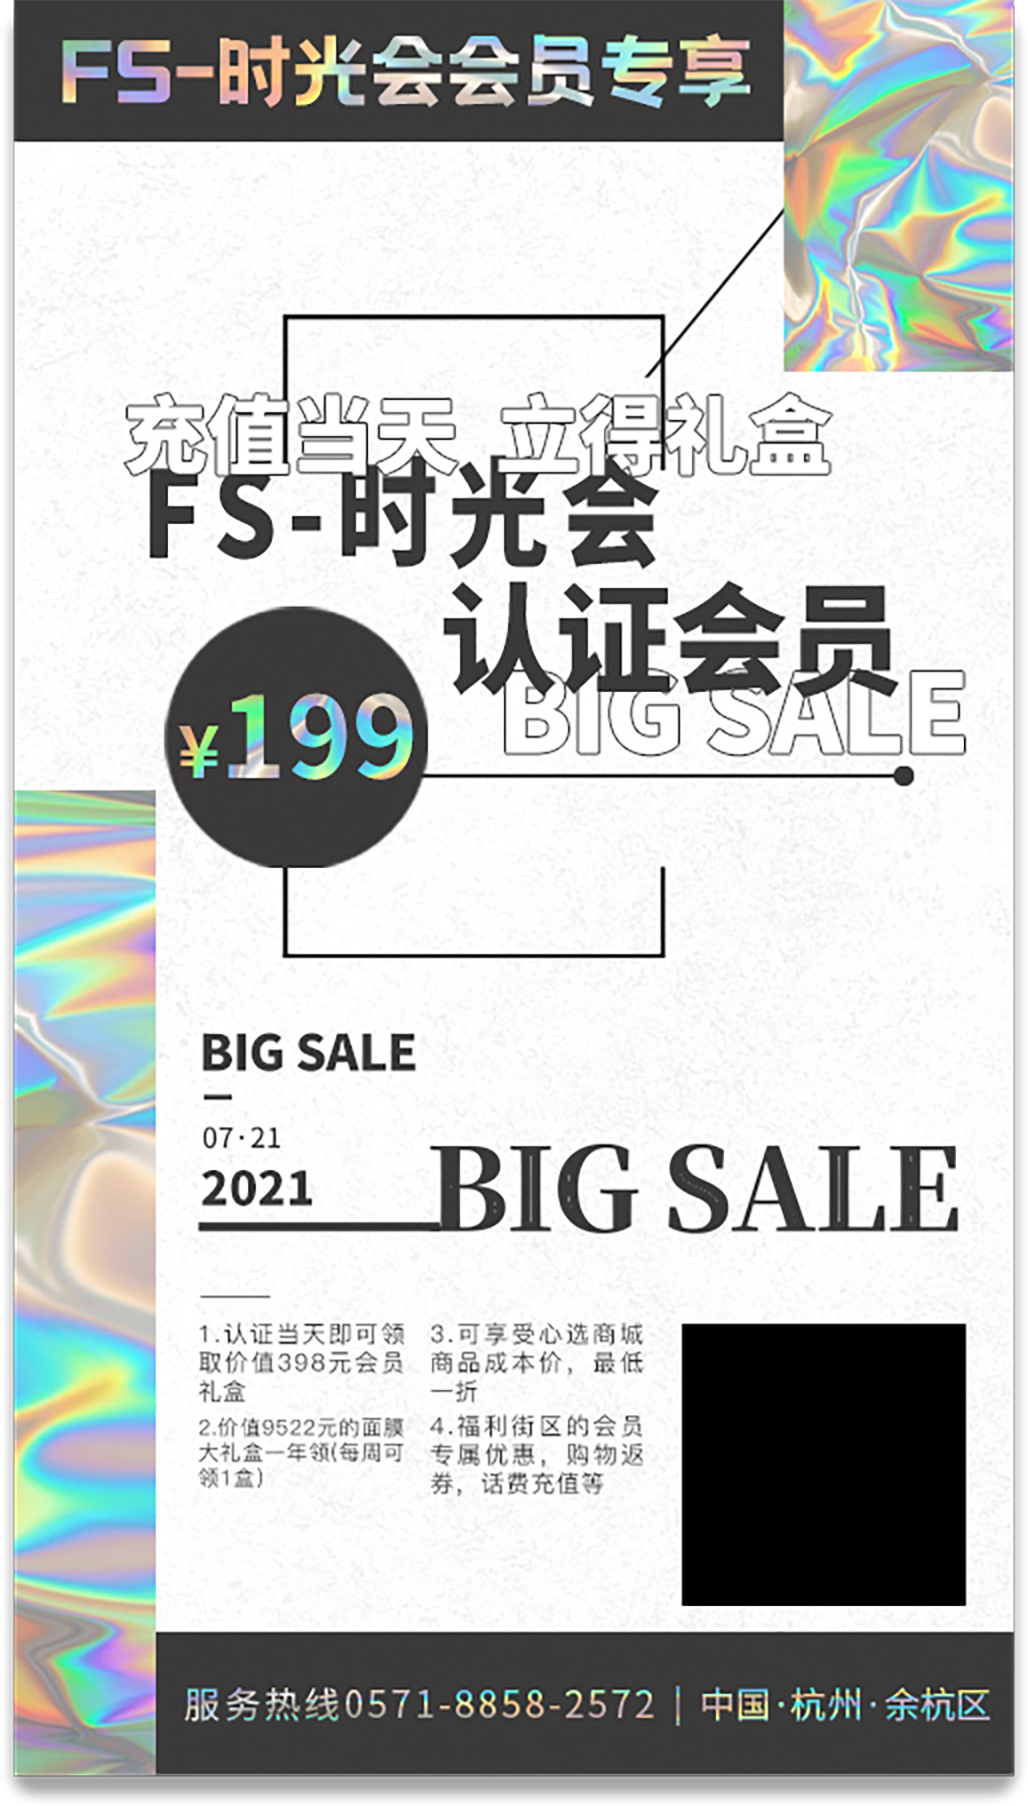 FS-时光会会员专享
充值当天 立得礼盒
FS-时光会
认证会员
BIG SALE
¥199
BIG SALE
07·21
2021
BIG SALE
1.认证当天即可领
取价值398元会员
礼盒
2.价值9522元的面膜
大礼盒一年领(每周可
领1盒)
3.可享受心选商城
商品成本价，最低
一折
4.福利街区的会员
专属优惠，购物返
券，话费充值等
服务热线0571-8858-2572 | 中国·杭州·余杭区